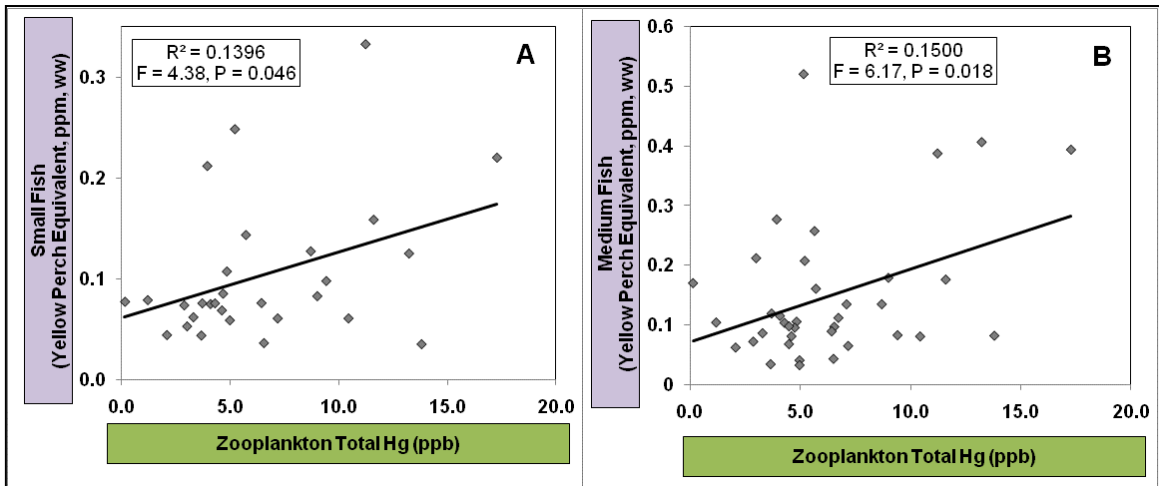 R² = 0.1396
F = 4.38, P = 0.046
A
0.3
0.2
0.1
0.0
0.0 5.0 10.0 15.0 20.0
Small Fish
(Yellow Perch Equivalent, ppm, ww)
Zooplankton Total Hg (ppb)
R² = 0.1500
F = 6.17, P = 0.018
B
0.6
0.5
0.4
0.3
0.2
0.1
0
0.0 5.0 10.0 15.0 20.0
Medium Fish
(Yellow Perch Equivalent, ppm, ww)
Zooplankton Total Hg (ppb)